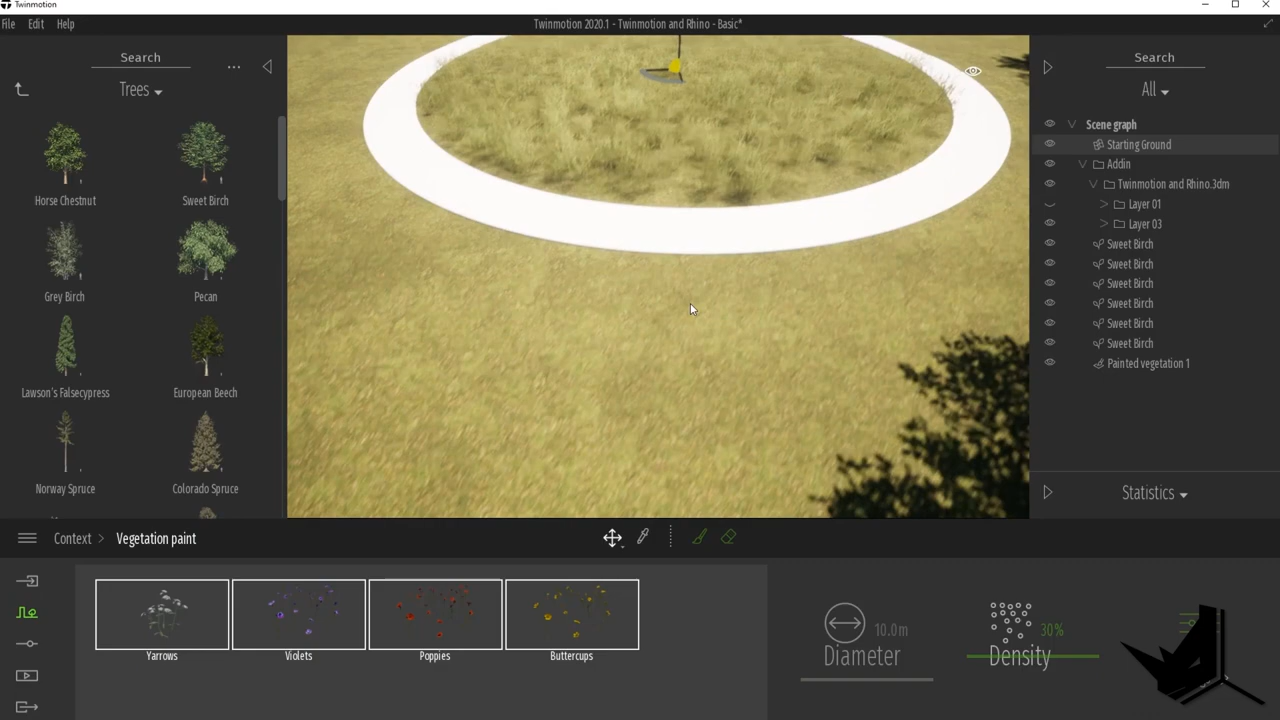 Twinmotion
File Edit Help
Twinmotion 2020.1 - Twinmotion and Rhino - Basic*
Search
...
Trees
Horse Chestnut
Sweet Birch
Grey Birch
Pecan
Lawson's Falsecypress
European Beech
Norway Spruce
Colorado Spruce
Search
All
Scene graph
Starting Ground
Addin
Twinmotion and Rhino.3dm
Layer 01
Layer 03
Sweet Birch
Sweet Birch
Sweet Birch
Sweet Birch
Sweet Birch
Sweet Birch
Painted vegetation 1
Statistics
Context > Vegetation paint
Yarrows
Violets
Poppies
Buttercups
10.0m
Diameter
30%
Density